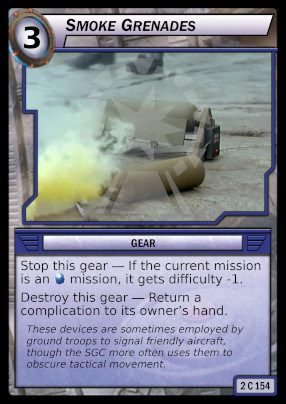 3
SMOKE GRENADES
GEAR
Stop this gear — If the current mission
is an mission, it gets difficulty -1.
Destroy this gear — Return a
complication to its owner's hand.
These devices are sometimes employed by
ground troops to signal friendly aircraft,
though the SGC more often uses them to
obscure tactical movement.
2 C 154